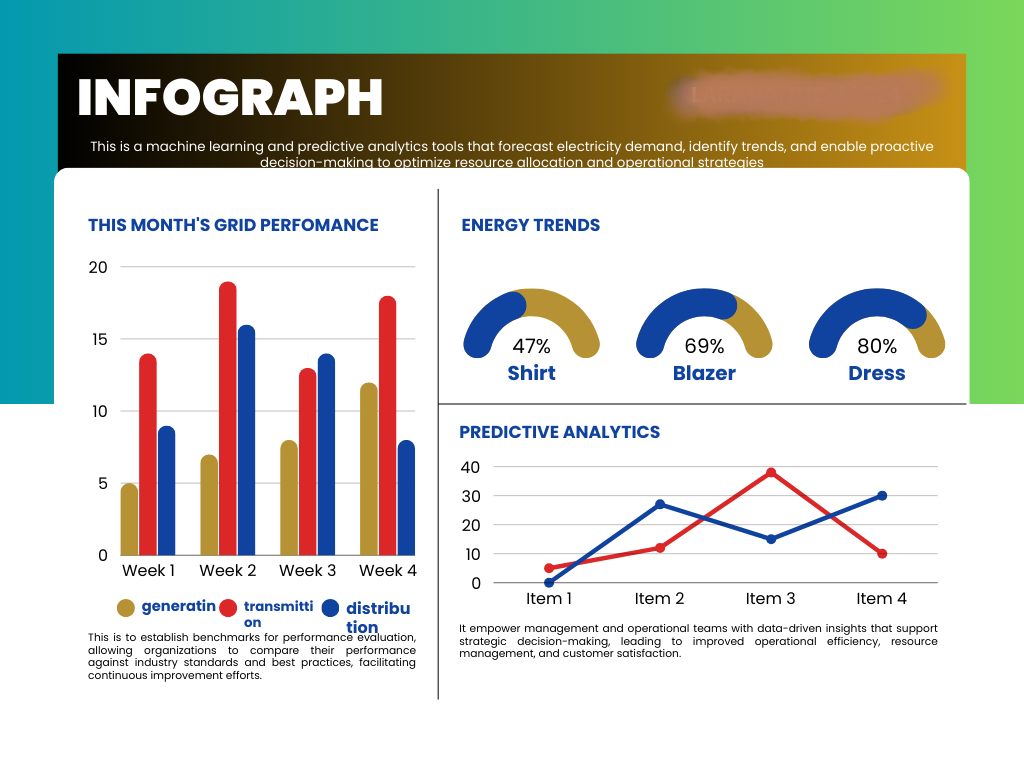 INFOGRAPH
This is a machine learning and predictive analytics tools that forecast electricity demand, identify trends, and enable proactive
decision-making to optimize resource allocation and operational strategies
THIS MONTH'S GRID PERFOMANCE
20
15
10
5
0
Week 1 Week 2 Week 3 Week 4
generatin transmitti distribu
on tion
This is to establish benchmarks for performance evaluation,
allowing organizations to compare their performance
against industry standards and best practices, facilitating
continuous improvement efforts.
ENERGY TRENDS
47% 69% 80%
Shirt Blazer Dress
PREDICTIVE ANALYTICS
40
30
20
10
0
Item 1 Item 2 Item 3 Item 4
It empower management and operational teams with data-driven insights that support
strategic decision-making, leading to improved operational efficiency, resource
management, and customer satisfaction.